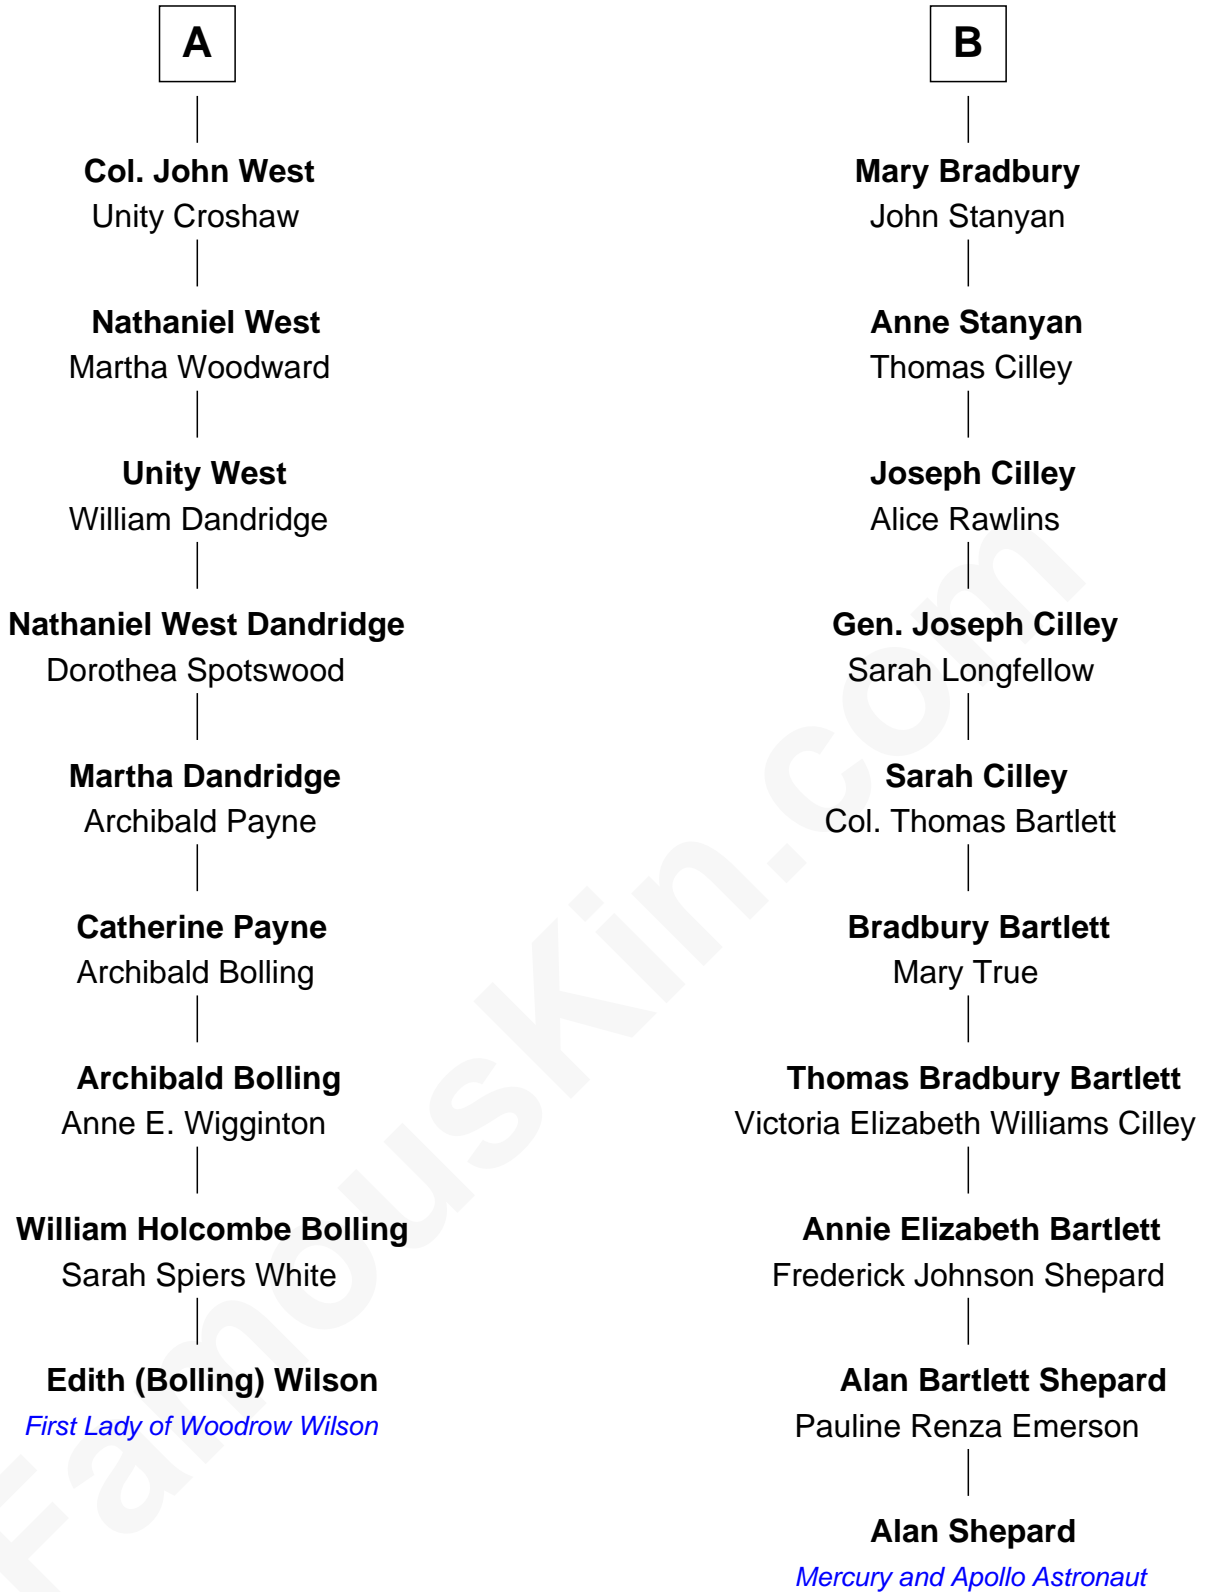 A
Col. John West
Unity Croshaw
Nathaniel West
Martha Woodward
Unity West
William Dandridge
Nathaniel West Dandridge
Dorothea Spotswood
Martha Dandridge
Archibald Payne
Catherine Payne
Archibald Bolling
Archibald Bolling
Anne E. Wigginton
William Holcombe Bolling
Sarah Spiers White
Edith (Bolling) Wilson
First Lady of Woodrow Wilson
B
Mary Bradbury
John Stanyan
Anne Stanyan
Thomas Cilley
Joseph Cilley
Alice Rawlins
Gen. Joseph Cilley
Sarah Longfellow
Sarah Cilley
Col. Thomas Bartlett
Bradbury Bartlett
Mary True
Thomas Bradbury Bartlett
Victoria Elizabeth Williams Cilley
Annie Elizabeth Bartlett
Frederick Johnson Shepard
Alan Bartlett Shepard
Pauline Renza Emerson
Alan Shepard
Mercury and Apollo Astronaut
FamousKin.com